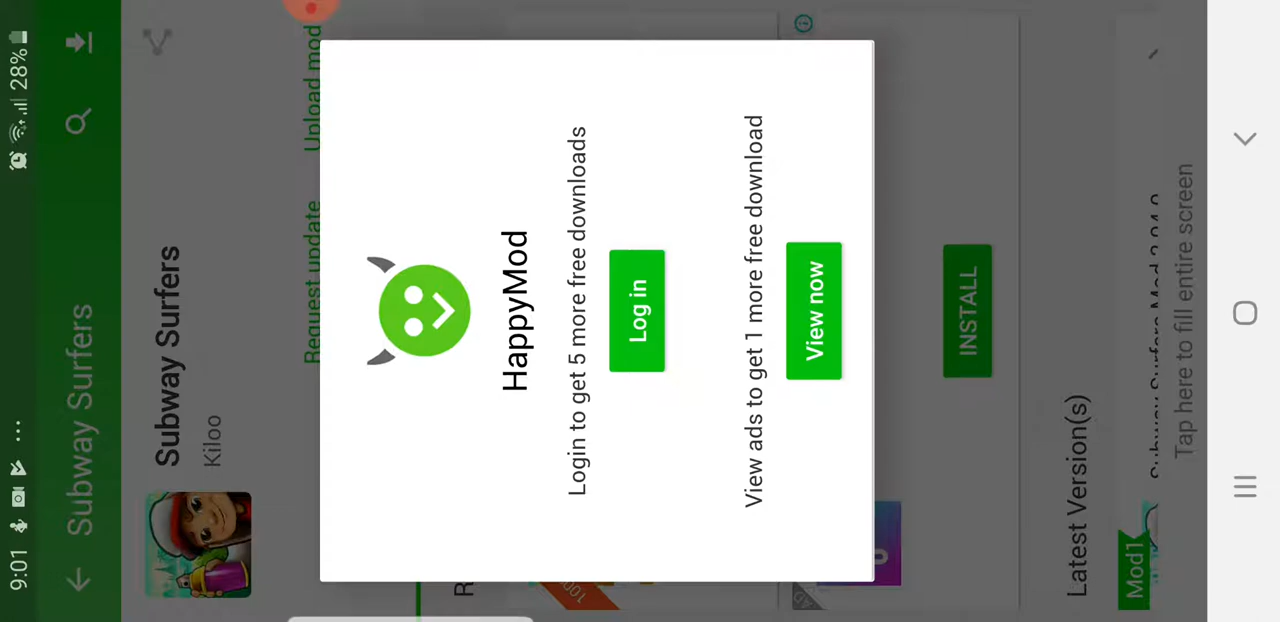 9:01
28%
Subway Surfers
Subway Surfers
Kiloo
Request update
Upload mod
HappyMod
Login to get 5 more free downloads
Log in
View ads to get 1 more free download
View now
INSTALL
Latest Version(s)
Mod1
Tap here to fill entire screen